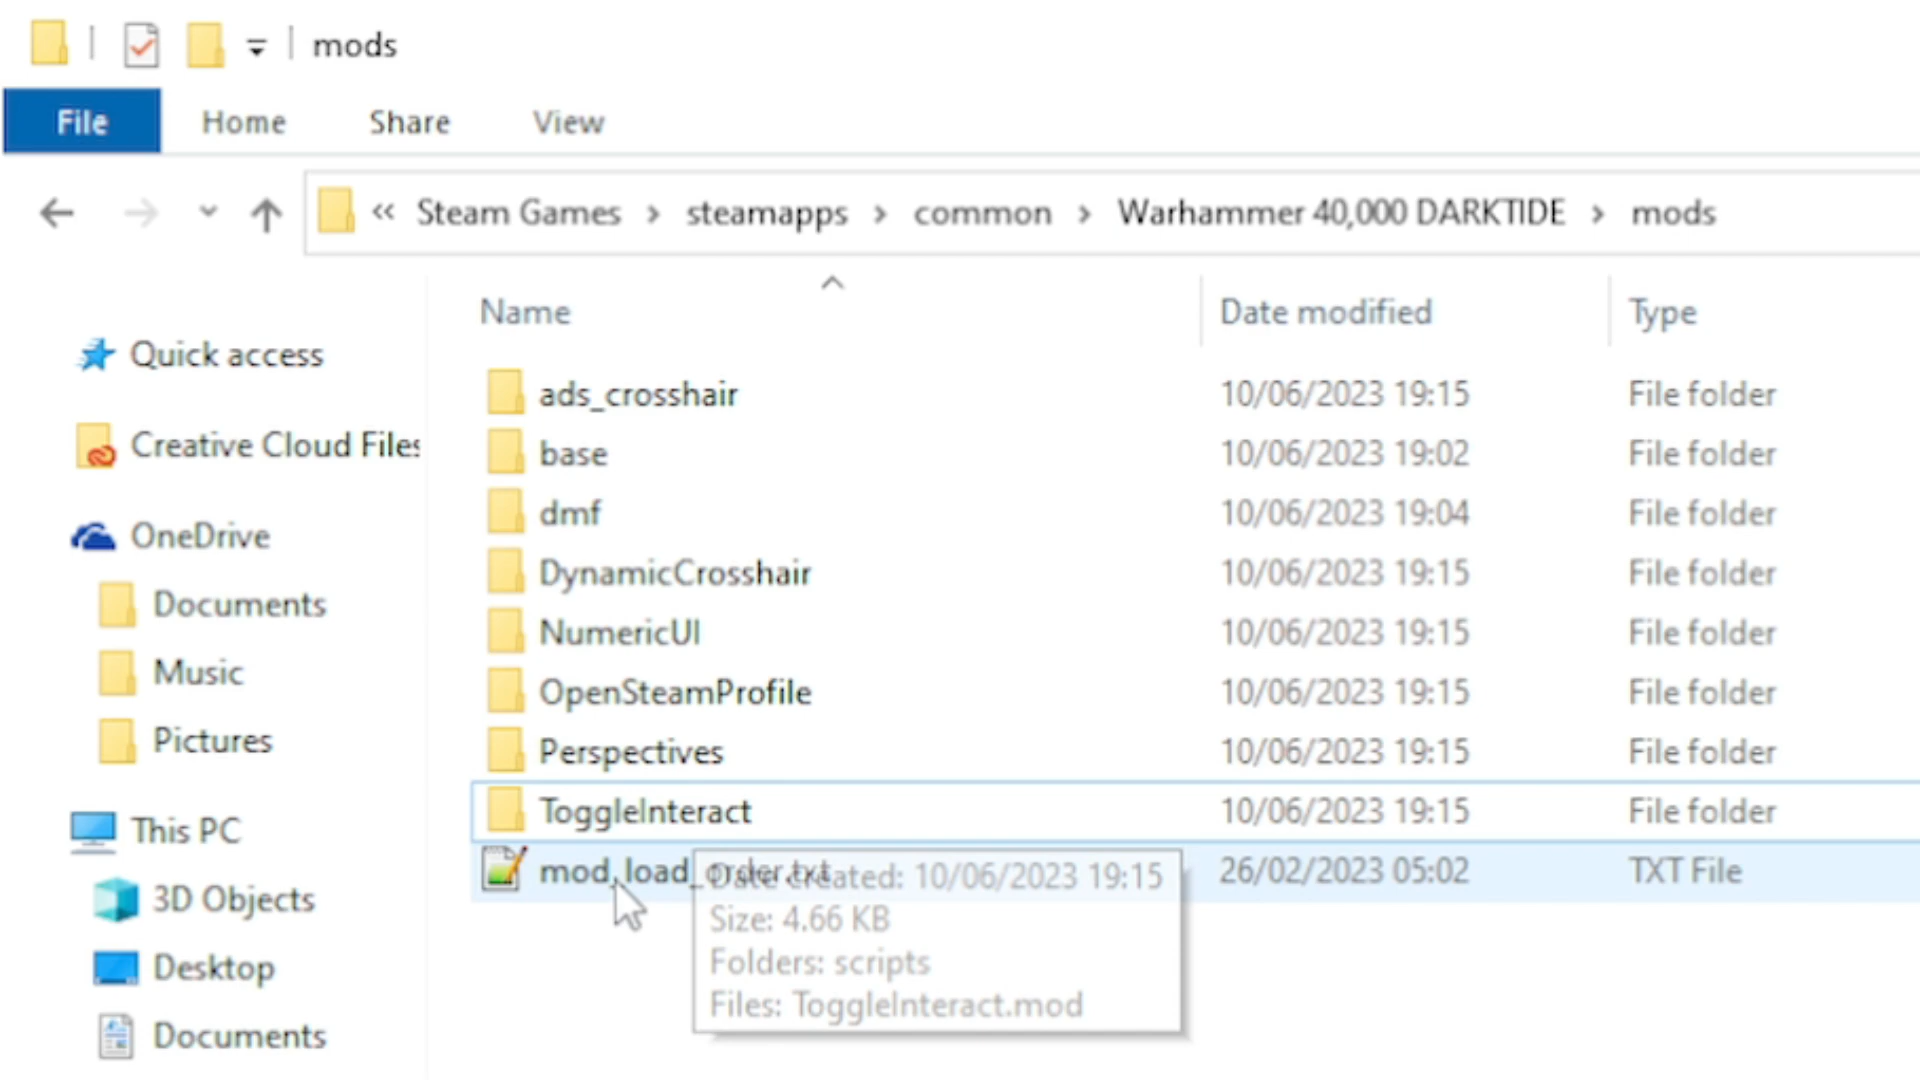 mods
File Home Share View
« Steam Games > steamapps > common > Warhammer 40,000 DARKTIDE > mods
Name Date modified Type
Quick access
Creative Cloud Files
OneDrive
Documents
Music
Pictures
This PC
3D Objects
Desktop
Documents
ads_crosshair 10/06/2023 19:15 File folder
base 10/06/2023 19:02 File folder
dmf 10/06/2023 19:04 File folder
DynamicCrosshair 10/06/2023 19:15 File folder
NumericUI 10/06/2023 19:15 File folder
OpenSteamProfile 10/06/2023 19:15 File folder
Perspectives 10/06/2023 19:15 File folder
ToggleInteract 10/06/2023 19:15 File folder
mod_load_order.txt 26/02/2023 05:02 TXT File
Date created: 10/06/2023 19:15
Size: 4.66 KB
Folders: scripts
Files: ToggleInteract.mod